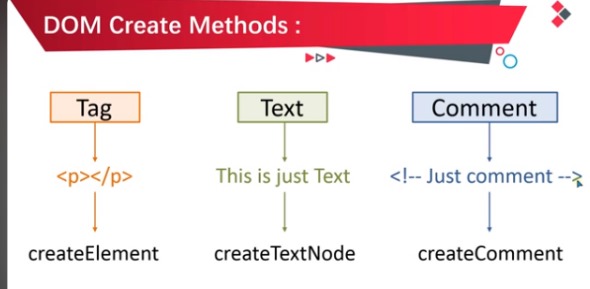 DOM Create Methods :
Tag
Text
Comment
<p></p>
This is just Text
<!-- Just comment -->
createElement
createTextNode
createComment